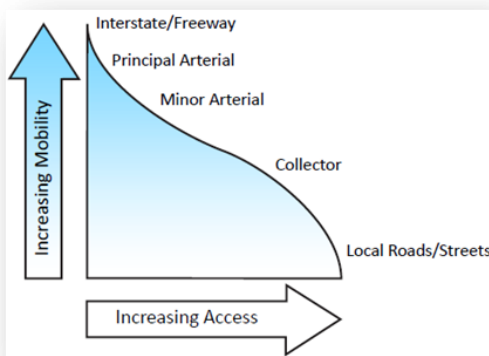 Interstate/Freeway
Principal Arterial
Minor Arterial
Collector
Local Roads/Streets
Increasing Mobility
Increasing Access